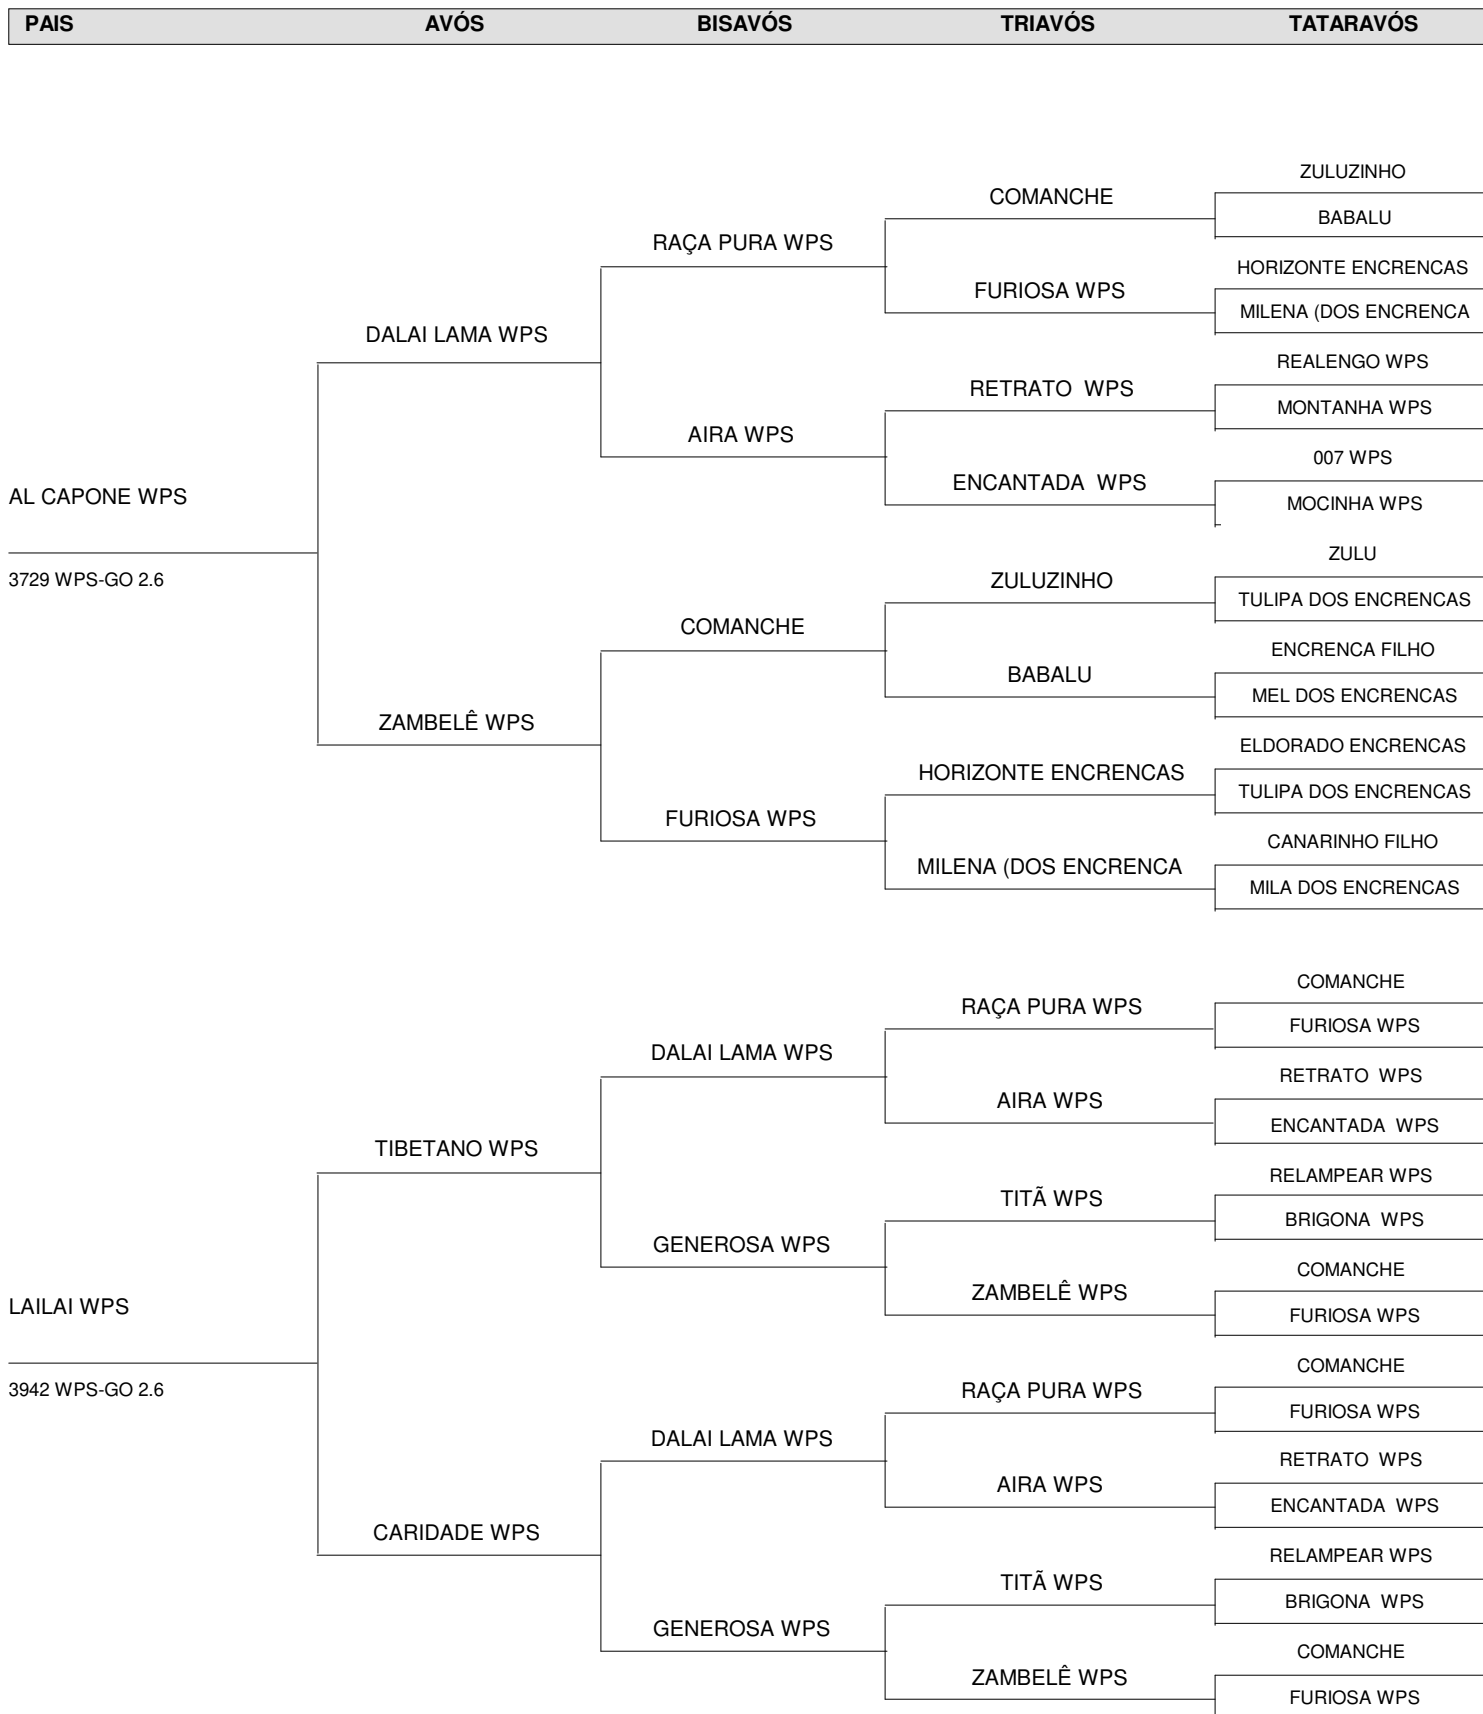 PAIS AVÓS BISAVÓS TRIAVÓS TATARAVÓS
ZULUZINHO
COMANCHE
BABALU
RAÇA PURA WPS
HORIZONTE ENCRENCAS
FURIOSA WPS
MILENA (DOS ENCRENCA
DALAI LAMA WPS
REALENGO WPS
RETRATO WPS
MONTANHA WPS
AIRA WPS
007 WPS
ENCANTADA WPS
AL CAPONE WPS
MOCINHA WPS
ZULU
3729 WPS-GO 2.6
ZULUZINHO
TULIPA DOS ENCRENCAS
COMANCHE
ENCRENCA FILHO
BABALU
MEL DOS ENCRENCAS
ZAMBELÊ WPS
ELDORADO ENCRENCAS
HORIZONTE ENCRENCAS
TULIPA DOS ENCRENCAS
FURIOSA WPS
CANARINHO FILHO
MILENA (DOS ENCRENCA
MILA DOS ENCRENCAS
COMANCHE
RAÇA PURA WPS
FURIOSA WPS
DALAI LAMA WPS
RETRATO WPS
AIRA WPS
ENCANTADA WPS
TIBETANO WPS
RELAMPEAR WPS
TITÃ WPS
BRIGONA WPS
GENEROSA WPS
COMANCHE
ZAMBELÊ WPS
LAILAI WPS
FURIOSA WPS
COMANCHE
3942 WPS-GO 2.6
RAÇA PURA WPS
FURIOSA WPS
DALAI LAMA WPS
RETRATO WPS
AIRA WPS
ENCANTADA WPS
CARIDADE WPS
RELAMPEAR WPS
TITÃ WPS
BRIGONA WPS
GENEROSA WPS
COMANCHE
ZAMBELÊ WPS
FURIOSA WPS